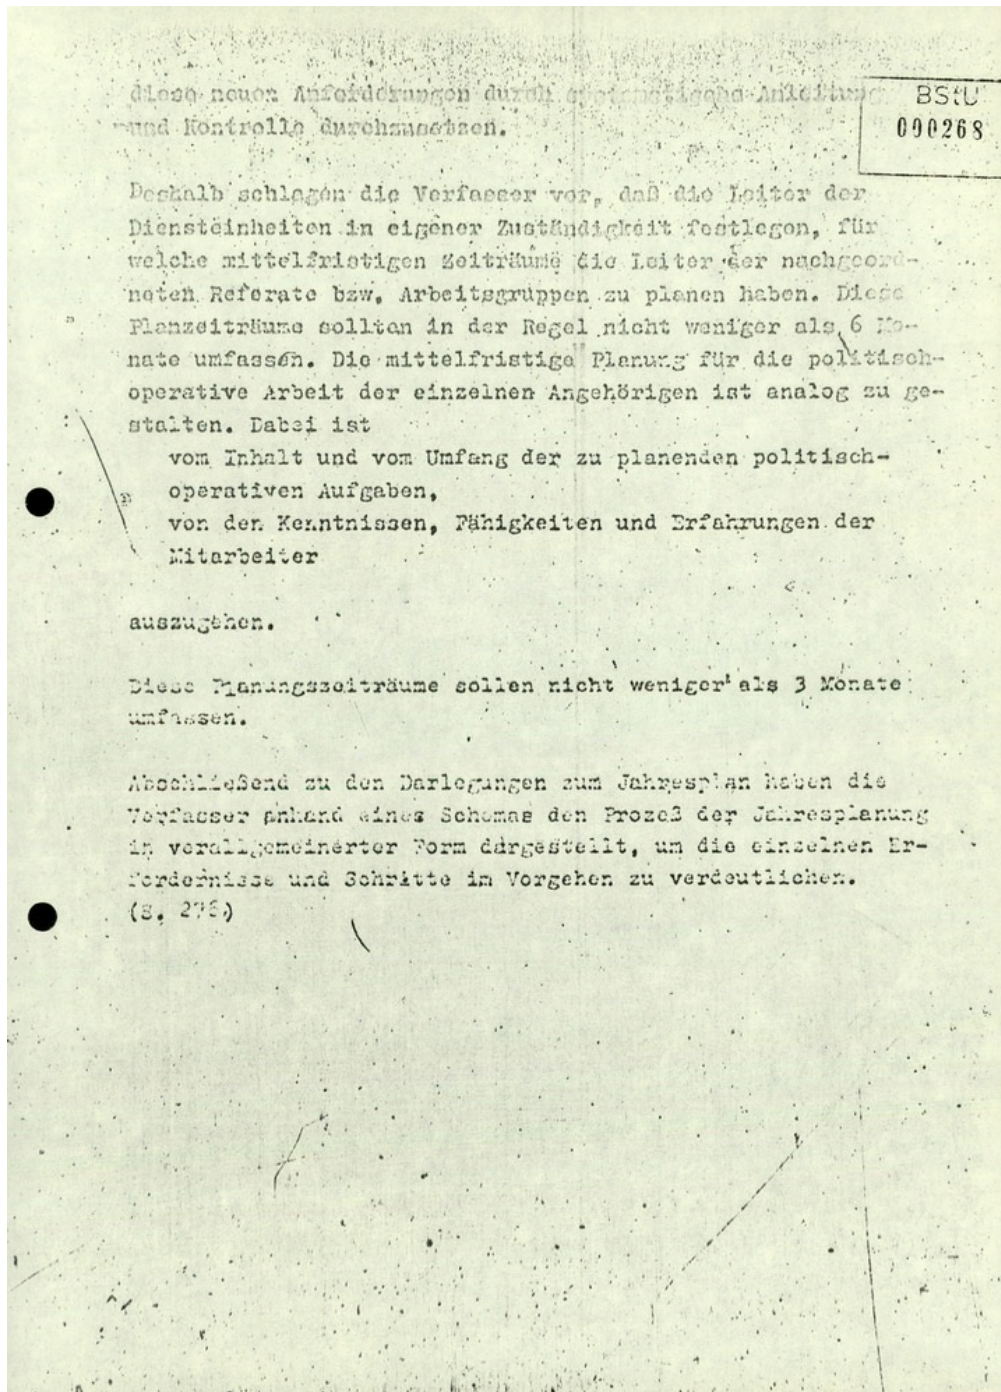 diese neuen Anforderungen durch systematische Anleitung
und Kontrolle durchzusetzen.
BStU
000268
Deshalb schlagen die Verfasser vor, daß die Leiter der
Diensteinheiten in eigener Zuständigkeit festlegen, für
welche mittelfristigen Zeiträume die Leiter der nachgeord-
neten Referate bzw. Arbeitsgruppen zu planen haben. Diese
Planzeiträume sollten in der Regel nicht weniger als 6 Mo-
nate umfassen. Die mittelfristige Planung für die politisch-
operative Arbeit der einzelnen Angehörigen ist analog zu ge-
stalten. Dabei ist
vom Inhalt und vom Umfang der zu planenden politisch-
operativen Aufgaben,
von den Kenntnissen, Fähigkeiten und Erfahrungen der
Mitarbeiter
auszugehen.
Diese Planungszeiträume sollen nicht weniger als 3 Monate
umfassen.
Abschließend zu den Darlegungen zum Jahresplan haben die
Verfasser anhand eines Schemas den Prozeß der Jahresplanung
in verallgemeinerter Form dargestellt, um die einzelnen Er-
fordernisse und Schritte im Vorgehen zu verdeutlichen.
(S.